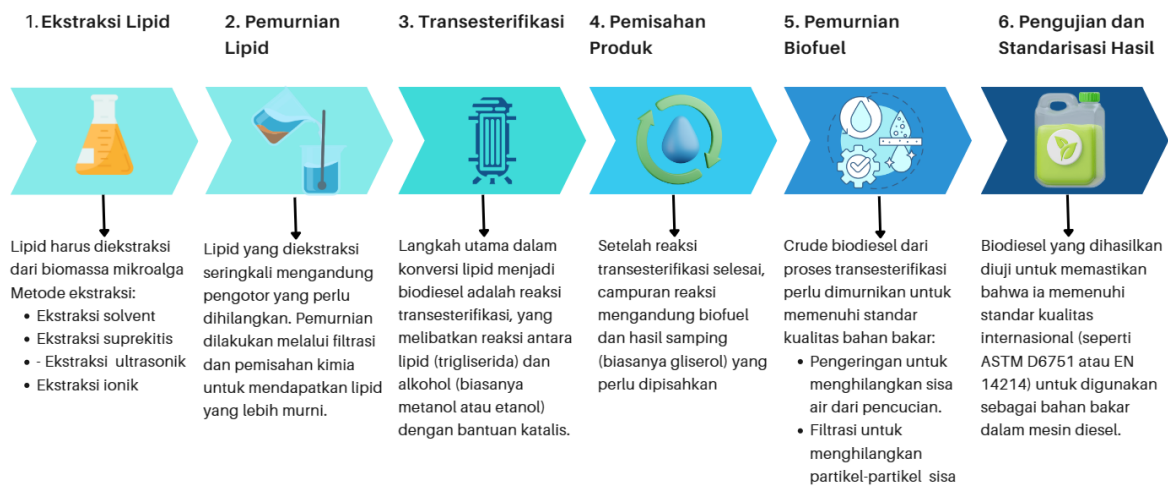 1. Ekstraksi Lipid
2. Pemurnian
Lipid
3. Transesterifikasi
4. Pemisahan
Produk
5. Pemurnian
Biofuel
6. Pengujian dan
Standarisasi Hasil
Lipid harus diekstraksi
dari biomassa mikroalga
Metode ekstraksi:
• Ekstraksi solvent
• Ekstraksi suprekitis
• - Ekstraksi ultrasonik
• Ekstraksi ionik
Lipid yang diekstraksi
seringkali mengandung
pengotor yang perlu
dihilangkan. Pemurnian
dilakukan melalui filtrasi
dan pemisahan kimia
untuk mendapatkan lipid
yang lebih murni.
Langkah utama dalam
konversi lipid menjadi
biodiesel adalah reaksi
transesterifikasi, yang
melibatkan reaksi antara
lipid (trigliserida) dan
alkohol (biasanya
metanol atau etanol)
dengan bantuan katalis.
Setelah reaksi
transesterifikasi selesai,
campuran reaksi
mengandung biofuel
dan hasil samping
(biasanya gliserol) yang
perlu dipisahkan
Crude biodiesel dari
proses transesterifikasi
perlu dimurnikan untuk
memenuhi standar
kualitas bahan bakar:
• Pengeringan untuk
menghilangkan sisa
air dari pencucian.
• Filtrasi untuk
menghilangkan
partikel-partikel sisa
Biodiesel yang dihasilkan
diuji untuk memastikan
bahwa ia memenuhi
standar kualitas
internasional (seperti
ASTM D6751 atau EN
14214) untuk digunakan
sebagai bahan bakar
dalam mesin diesel.